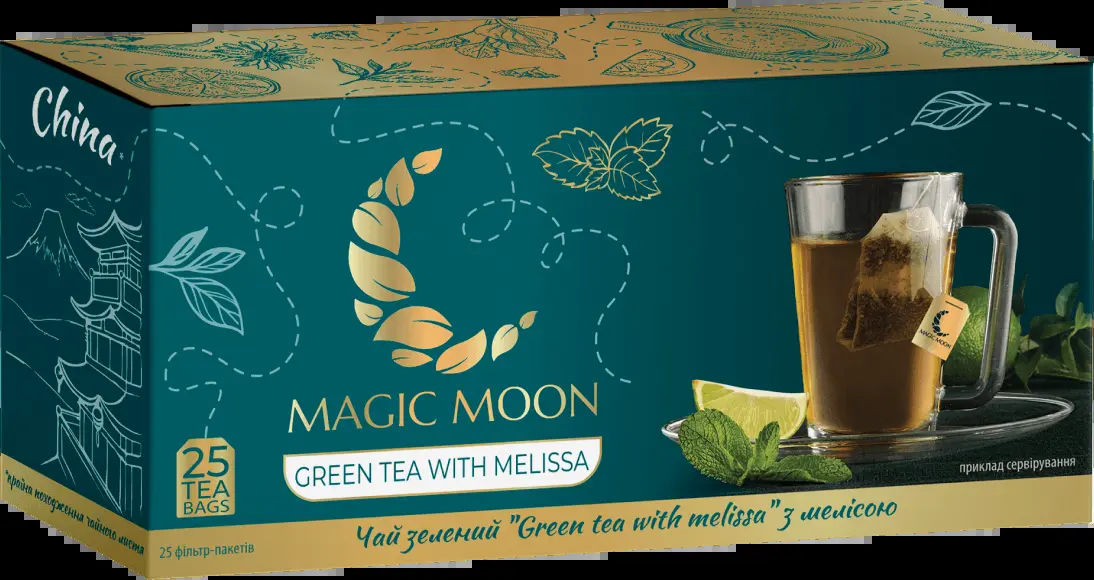 China*
*країна походження чайного листя
MAGIC MOON
GREEN TEA WITH MELISSA
25
TEA
BAGS
25 фільтр-пакетів
Чай зелений "Green tea with melissa" з мелісою
MAGIC MOON
приклад сервірування